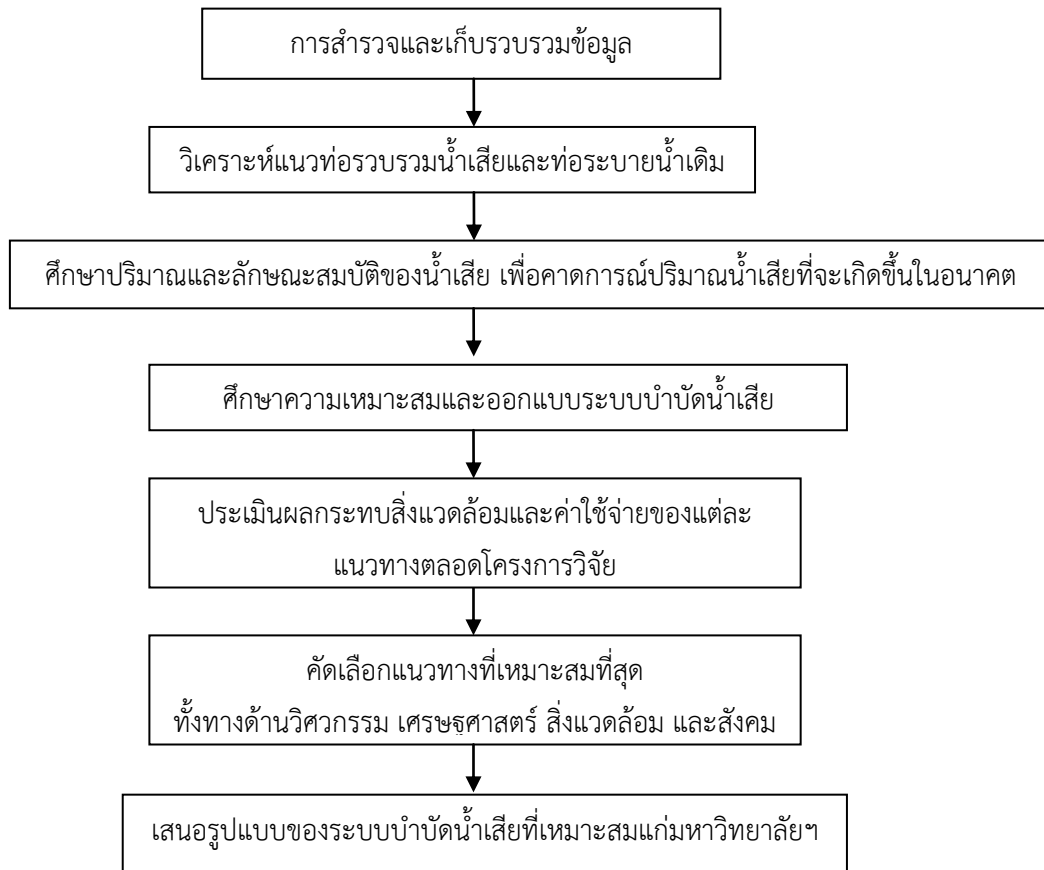 การสำรวจและเก็บรวบรวมข้อมูล
วิเคราะห์แนวท่อรวบรวมน้ำเสียและท่อระบายน้ำเดิม
ศึกษาปริมาณและลักษณะสมบัติของน้ำเสีย เพื่อคาดการณ์ปริมาณน้ำเสียที่จะเกิดขึ้นในอนาคต
ศึกษาความเหมาะสมและออกแบบระบบบำบัดน้ำเสีย
ประเมินผลกระทบสิ่งแวดล้อมและค่าใช้จ่ายของแต่ละ
แนวทางตลอดโครงการวิจัย
คัดเลือกแนวทางที่เหมาะสมที่สุด
ทั้งทางด้านวิศวกรรม เศรษฐศาสตร์ สิ่งแวดล้อม และสังคม
เสนอรูปแบบของระบบบำบัดน้ำเสียที่เหมาะสมแก่มหาวิทยาลัยฯ